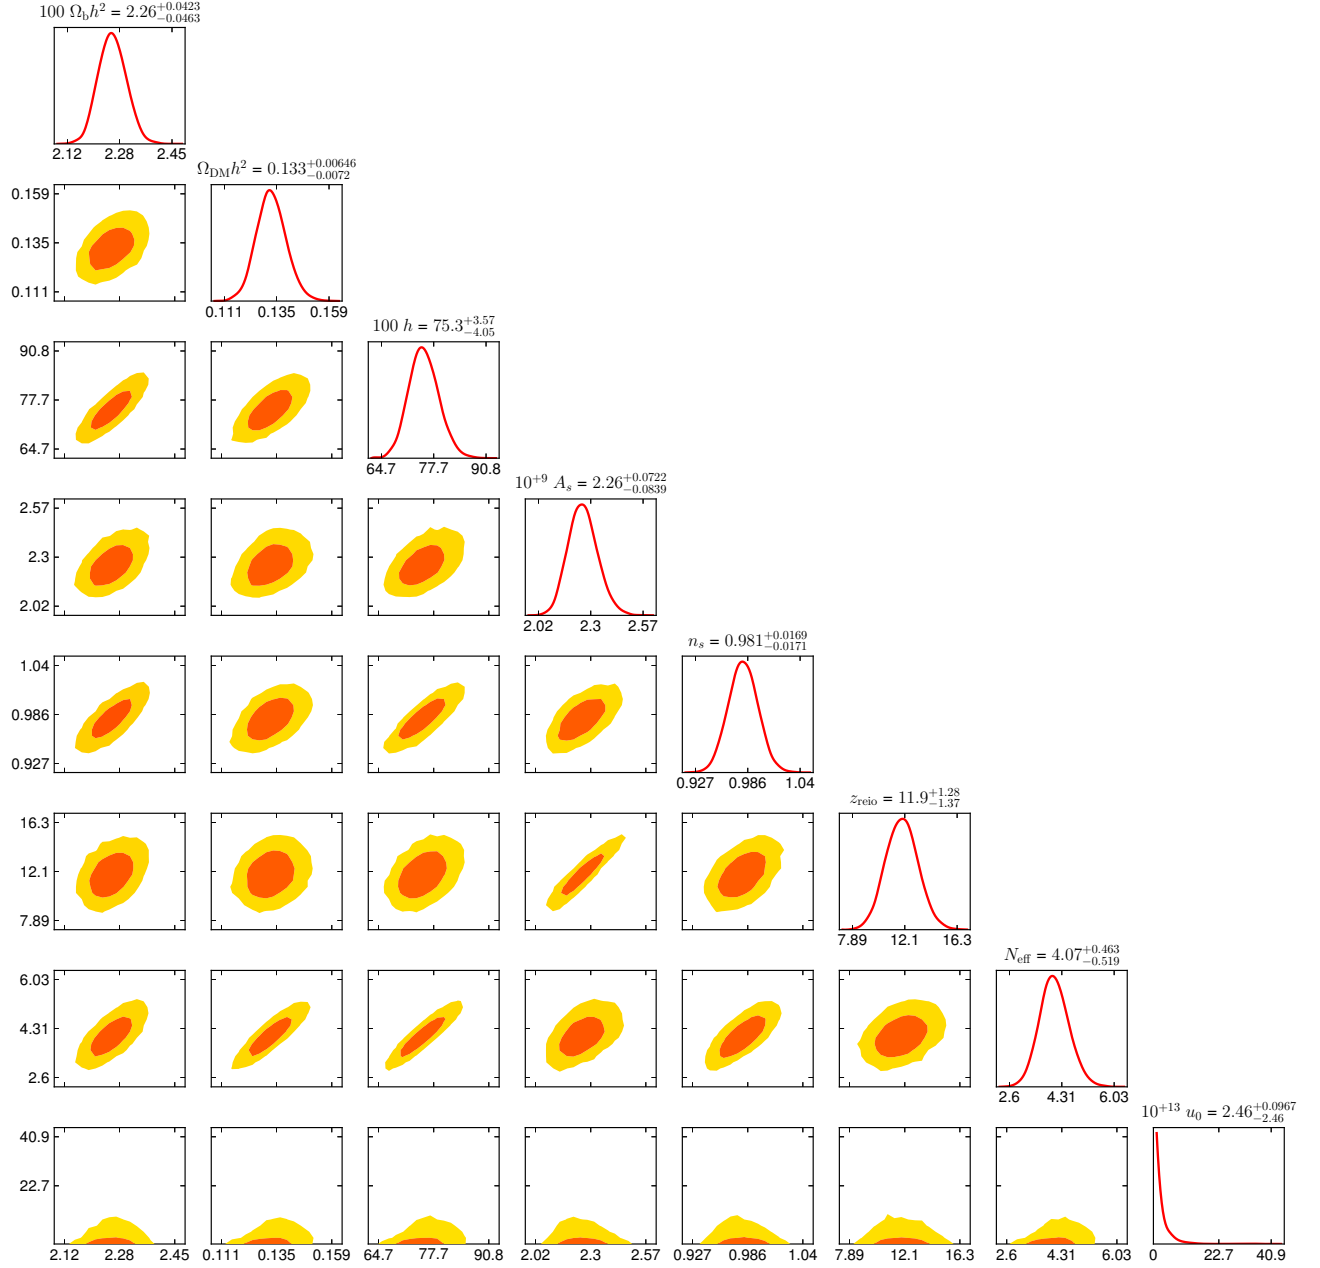 100 Ω_b h² = 2.26^{+0.0423}_{−0.0463}
2.12 2.28 2.45
Ω_DM h² = 0.133^{+0.00646}_{−0.0072}
0.159
0.135
0.111
0.111 0.135 0.159
100 h = 75.3^{+3.57}_{−4.05}
90.8
77.7
64.7
64.7 77.7 90.8
10^{+9} A_s = 2.26^{+0.0722}_{−0.0839}
2.57
2.3
2.02
2.02 2.3 2.57
n_s = 0.981^{+0.0169}_{−0.0171}
1.04
0.986
0.927
0.927 0.986 1.04
z_reio = 11.9^{+1.28}_{−1.37}
16.3
12.1
7.89
7.89 12.1 16.3
N_eff = 4.07^{+0.463}_{−0.519}
6.03
4.31
2.6
2.6 4.31 6.03
10^{+13} u_0 = 2.46^{+0.0967}_{−2.46}
40.9
22.7
2.12 2.28 2.45 0.111 0.135 0.159 64.7 77.7 90.8 2.02 2.3 2.57 0.927 0.986 1.04 7.89 12.1 16.3 2.6 4.31 6.03 0 22.7 40.9